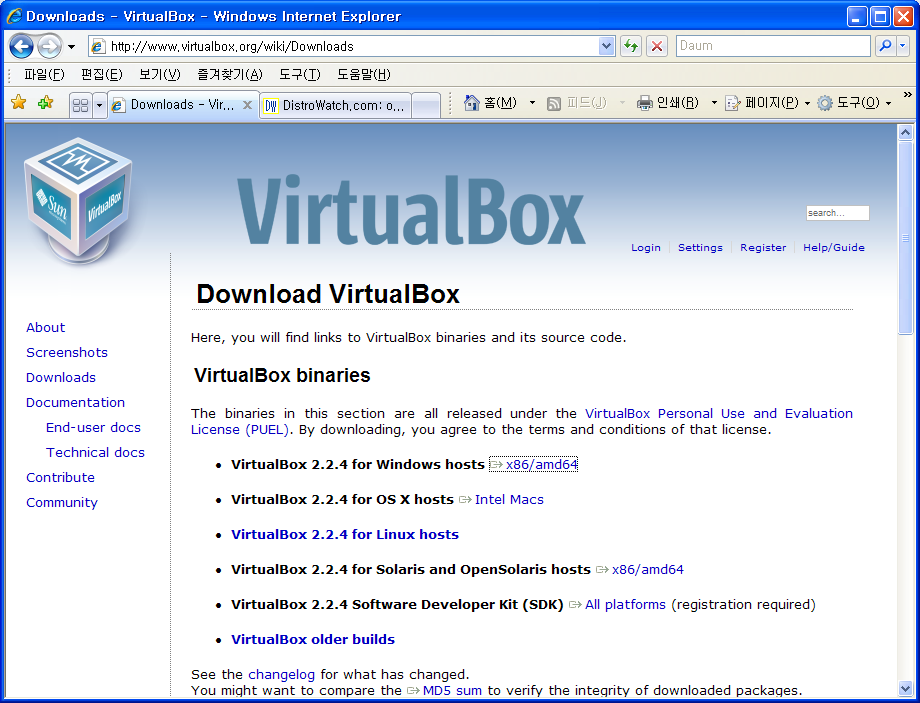 Downloads - VirtualBox - Windows Internet Explorer
http://www.virtualbox.org/wiki/Downloads
Daum
파일(F) 편집(E) 보기(V) 즐겨찾기(A) 도구(T) 도움말(H)
Downloads - Vir... DW DistroWatch.com: o... 홈(M) 피드(J) 인쇄(R) 페이지(P) 도구(O) »
Sun
VirtualBox
VirtualBox
search...
Login Settings Register Help/Guide
Download VirtualBox
Here, you will find links to VirtualBox binaries and its source code.
About
Screenshots
Downloads
Documentation
End-user docs
Technical docs
Contribute
Community
VirtualBox binaries
The binaries in this section are all released under the VirtualBox Personal Use and Evaluation
License (PUEL). By downloading, you agree to the terms and conditions of that license.
• VirtualBox 2.2.4 for Windows hosts x86/amd64
• VirtualBox 2.2.4 for OS X hosts Intel Macs
• VirtualBox 2.2.4 for Linux hosts
• VirtualBox 2.2.4 for Solaris and OpenSolaris hosts x86/amd64
• VirtualBox 2.2.4 Software Developer Kit (SDK) All platforms (registration required)
• VirtualBox older builds
See the changelog for what has changed.
You might want to compare the MD5 sum to verify the integrity of downloaded packages.